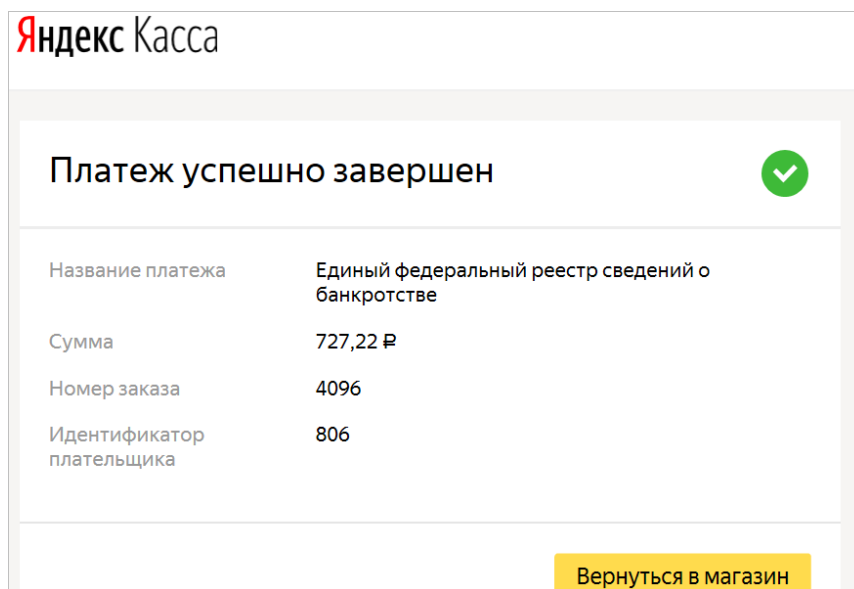 Яндекс Касса
Платеж успешно завершен
Название платежа
Единый федеральный реестр сведений о
банкротстве
Сумма
727,22 ₽
Номер заказа
4096
Идентификатор
плательщика
806
Вернуться в магазин